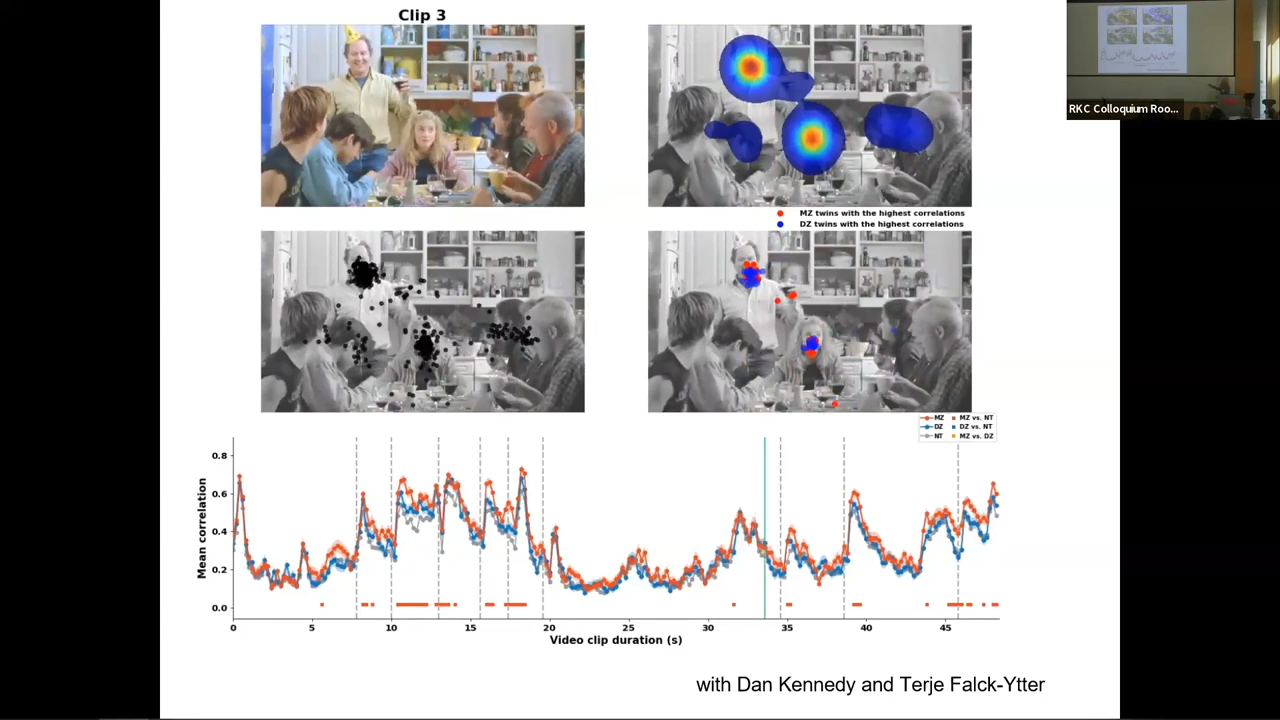 Clip 3
RKC Colloquium Roo...
MZ twins with the highest correlations
DZ twins with the highest correlations
MZ
MZ vs. NT
DZ
DZ vs. NT
NT
MZ vs. DZ
Mean correlation
0.8
0.6
0.4
0.2
0.0
0 5 10 15 20 25 30 35 40 45
Video clip duration (s)
with Dan Kennedy and Terje Falck-Ytter